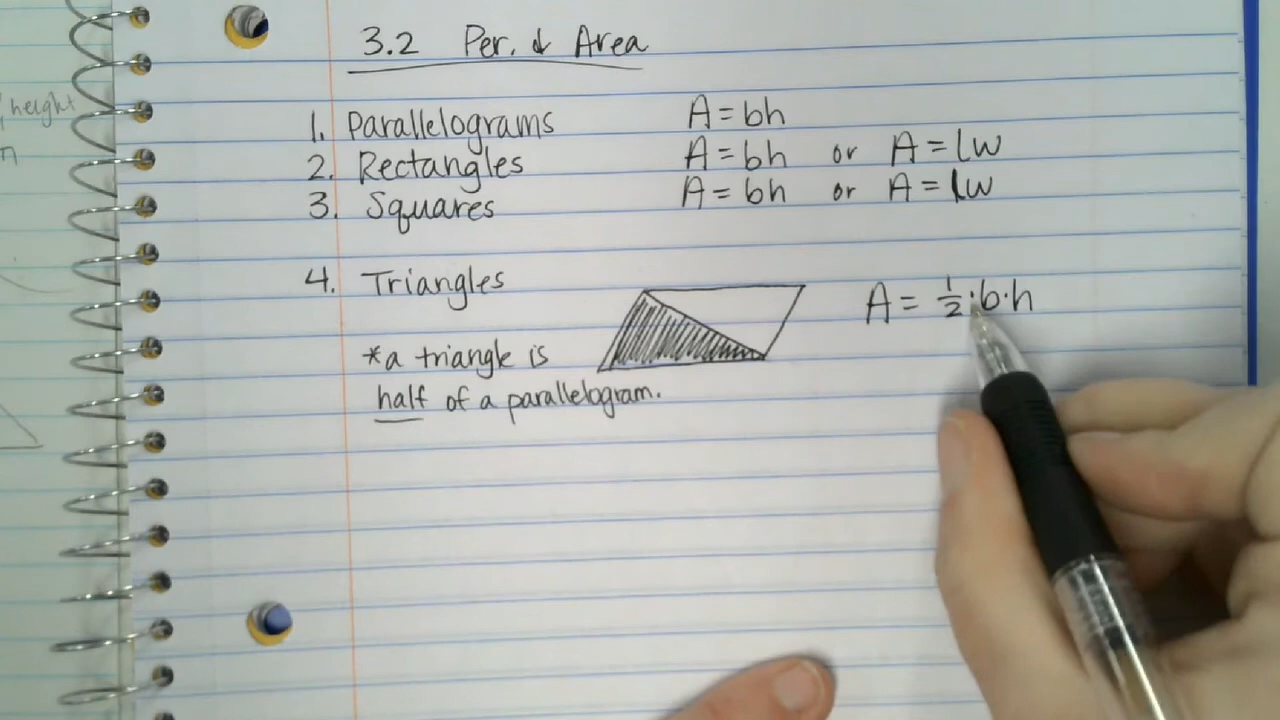 3.2 Per. & Area
height
1. Parallelograms A = bh
2. Rectangles A = bh or A = lw
3. Squares A = bh or A = lw
4. Triangles A = 1/2·b·h
*a triangle is
half of a parallelogram.